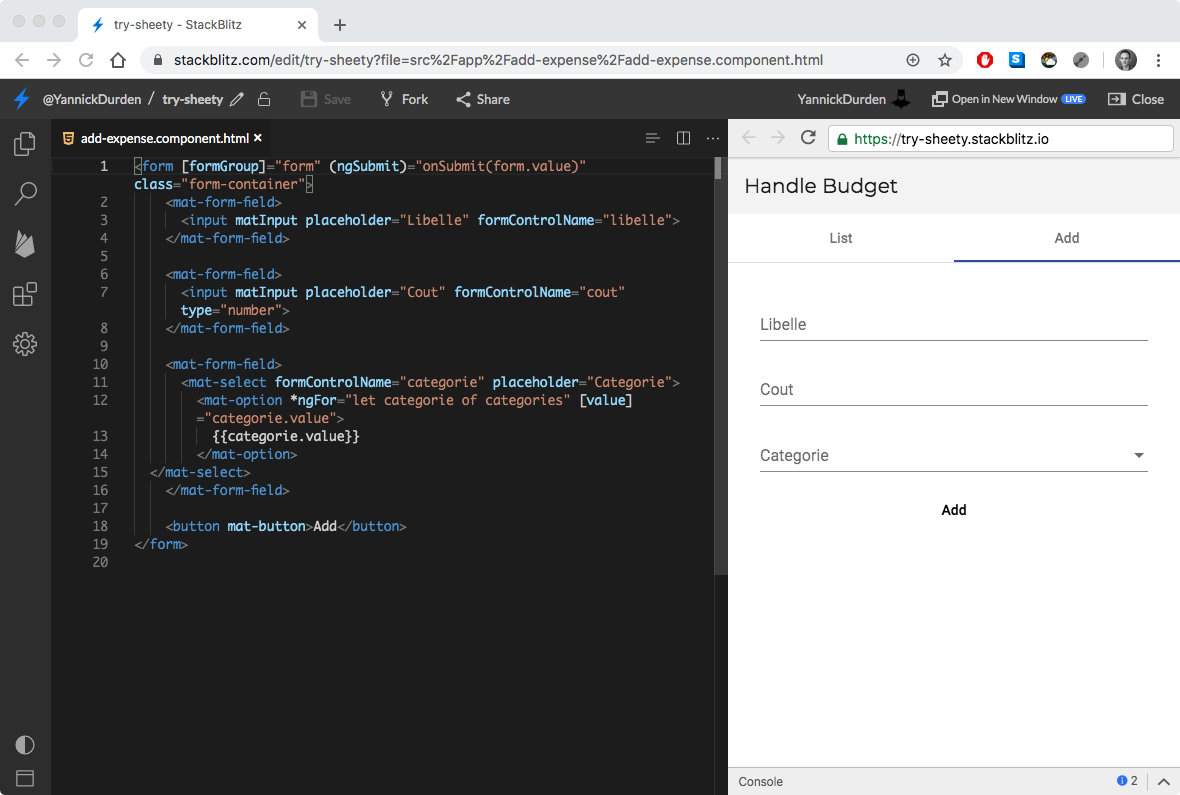 try-sheety - StackBlitz
stackblitz.com/edit/try-sheety?file=src%2Fapp%2Fadd-expense%2Fadd-expense.component.html
@YannickDurden / try-sheety Save Fork Share YannickDurden Open in New Window LIVE Close
add-expense.component.html
https://try-sheety.stackblitz.io
1 <form [formGroup]="form" (ngSubmit)="onSubmit(form.value)"
class="form-container">
2 <mat-form-field>
3 <input matInput placeholder="Libelle" formControlName="libelle">
4 </mat-form-field>
5
6 <mat-form-field>
7 <input matInput placeholder="Cout" formControlName="cout"
type="number">
8 </mat-form-field>
9
10 <mat-form-field>
11 <mat-select formControlName="categorie" placeholder="Categorie">
12 <mat-option *ngFor="let categorie of categories" [value]
="categorie.value">
13 {{categorie.value}}
14 </mat-option>
15 </mat-select>
16 </mat-form-field>
17
18 <button mat-button>Add</button>
19 </form>
20
Handle Budget
List Add
Libelle
Cout
Categorie
Add
Console 2